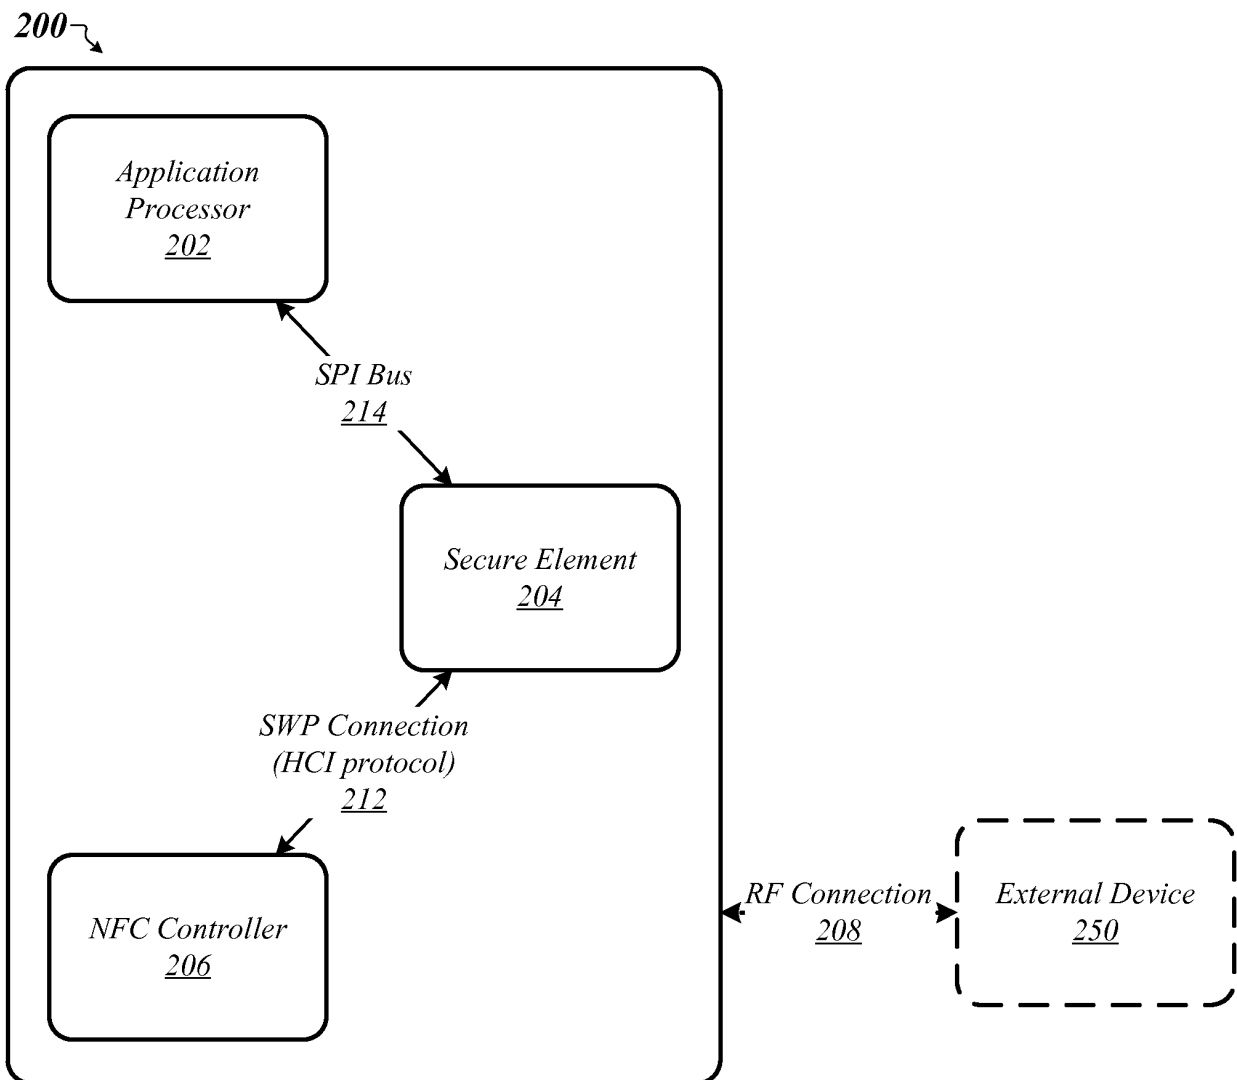 200
Application
Processor
202
SPI Bus
214
Secure Element
204
SWP Connection
(HCI protocol)
212
NFC Controller
206
RF Connection
208
External Device
250